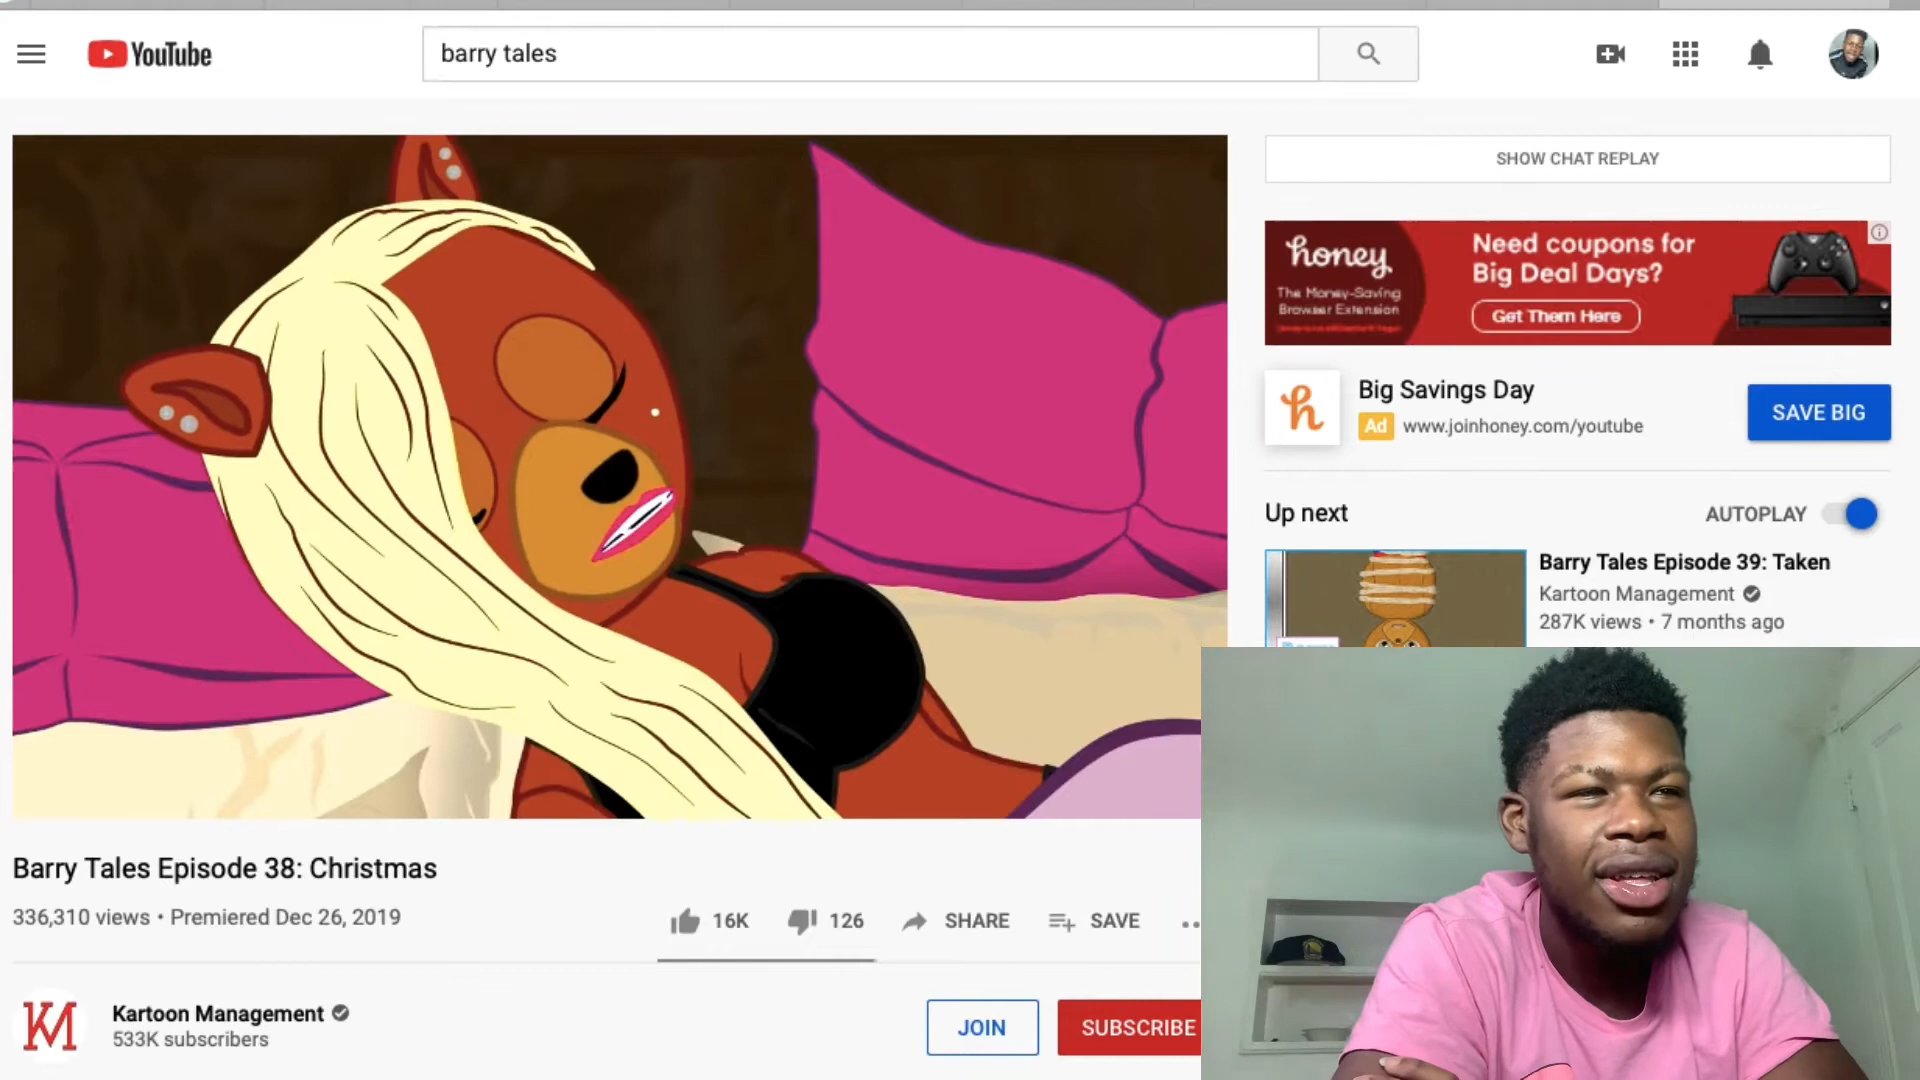 YouTube
barry tales
SHOW CHAT REPLAY
honey
The Money-Saving
Browser Extension
Need coupons for
Big Deal Days?
Get Them Here
h
Big Savings Day
Ad www.joinhoney.com/youtube
SAVE BIG
Up next
AUTOPLAY
Barry Tales Episode 39: Taken
Kartoon Management
287K views • 7 months ago
Barry Tales Episode 38: Christmas
336,310 views • Premiered Dec 26, 2019
16K
126
SHARE
SAVE
KM
Kartoon Management
533K subscribers
JOIN
SUBSCRIBE